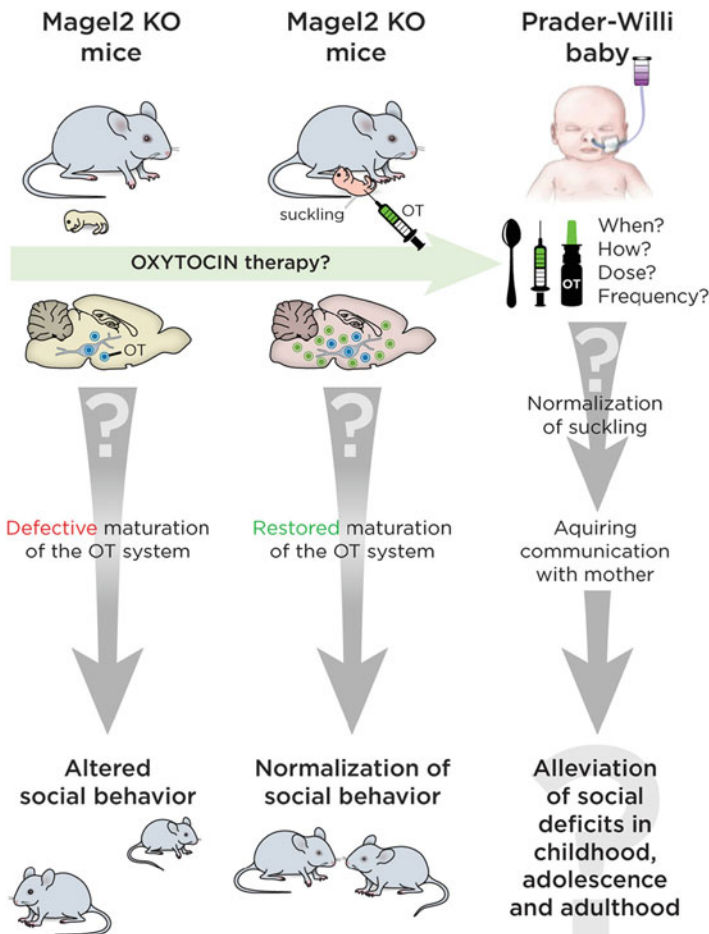 Magel2 KO
mice
Magel2 KO
mice
Prader-Willi
baby
suckling
OT
OXYTOCIN therapy?
OT
When?
How?
Dose?
Frequency?
OT
?
?
?
Normalization
of suckling
Defective maturation
of the OT system
Restored maturation
of the OT system
Aquiring
communication
with mother
Altered
social behavior
Normalization of
social behavior
?
Alleviation
of social
deficits in
childhood,
adolescence
and adulthood